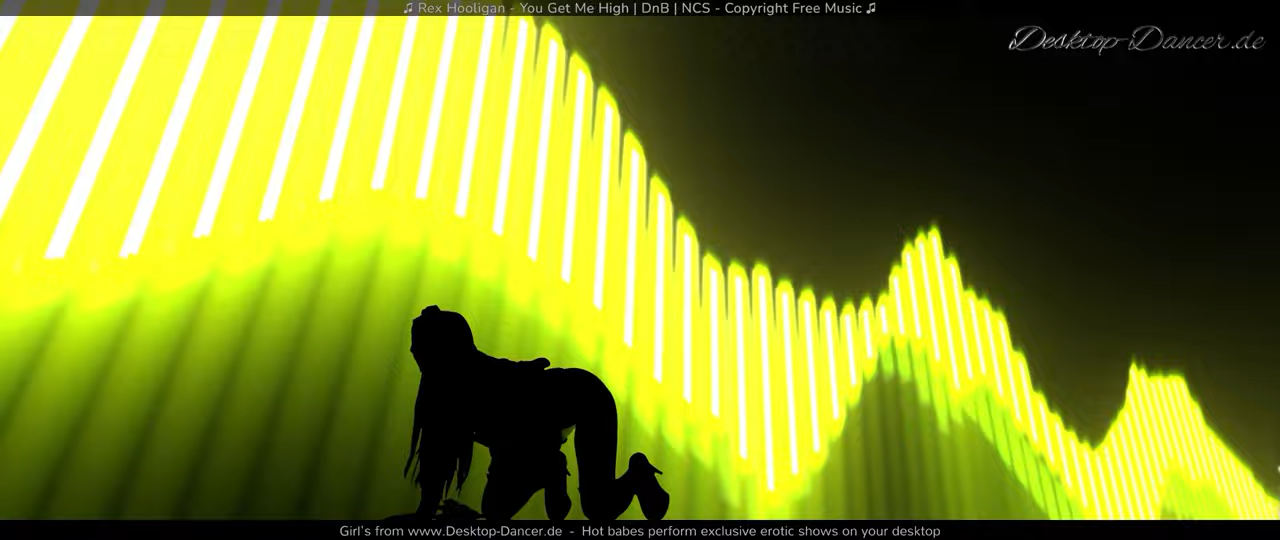 ♫ Rex Hooligan - You Get Me High | DnB | NCS - Copyright Free Music ♫
Desktop-Dancer.de
Girl's from www.Desktop-Dancer.de - Hot babes perform exclusive erotic shows on your desktop